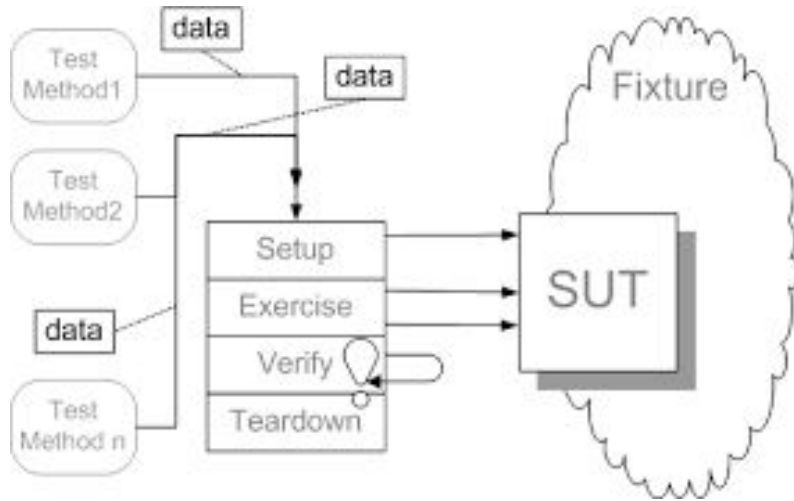 data
Test
Method1
data
Fixture
Test
Method2
Setup
SUT
Exercise
data
Verify
Test
Method n
Teardown